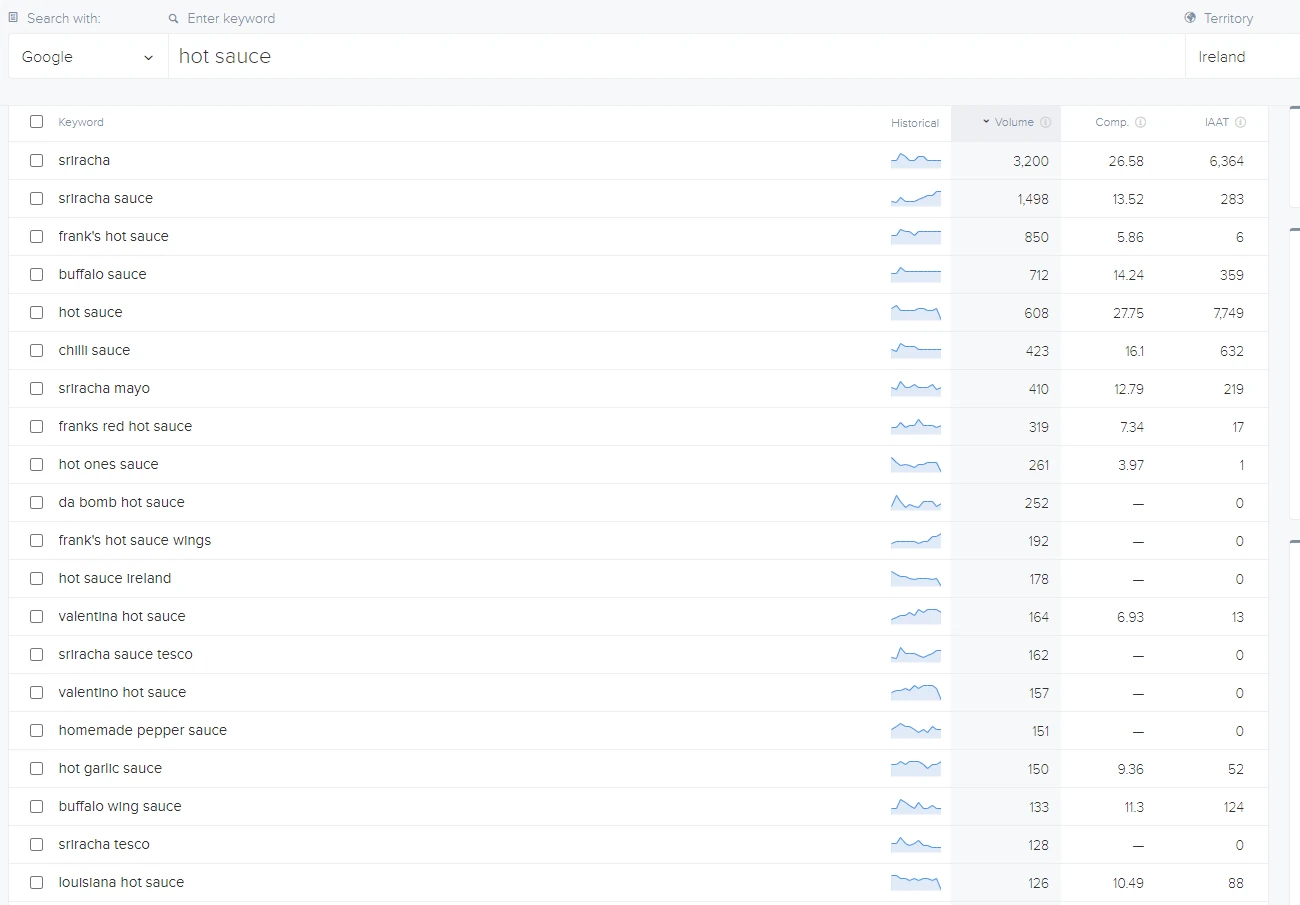 Search with: Enter keyword Territory
Google hot sauce Ireland
Keyword Historical Volume Comp. IAAT
sriracha 3,200 26.58 6,364
sriracha sauce 1,498 13.52 283
frank's hot sauce 850 5.86 6
buffalo sauce 712 14.24 359
hot sauce 608 27.75 7,749
chilli sauce 423 16.1 632
sriracha mayo 410 12.79 219
franks red hot sauce 319 7.34 17
hot ones sauce 261 3.97 1
da bomb hot sauce 252 — 0
frank's hot sauce wings 192 — 0
hot sauce ireland 178 — 0
valentina hot sauce 164 6.93 13
sriracha sauce tesco 162 — 0
valentino hot sauce 157 — 0
homemade pepper sauce 151 — 0
hot garlic sauce 150 9.36 52
buffalo wing sauce 133 11.3 124
sriracha tesco 128 — 0
louisiana hot sauce 126 10.49 88